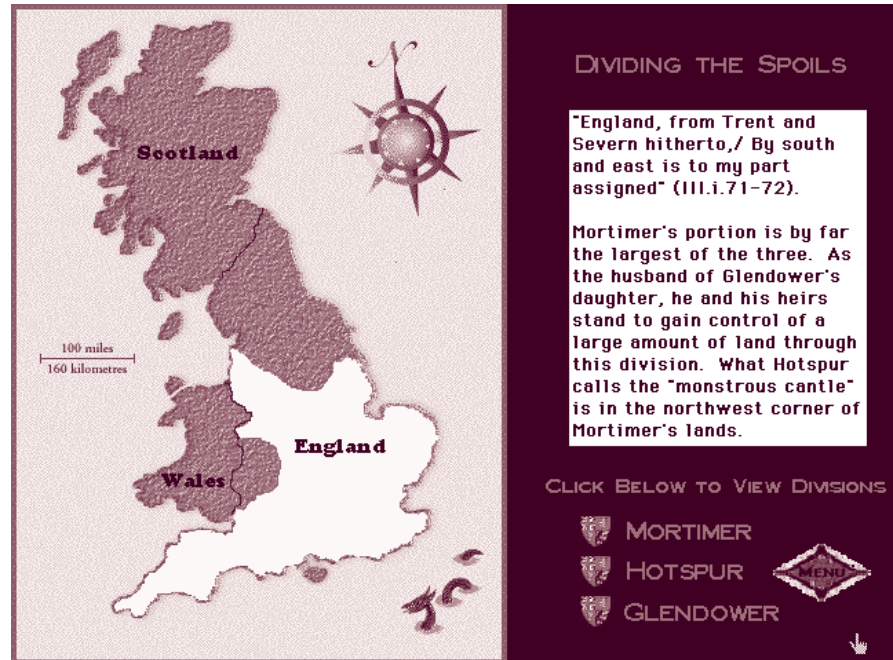 N
Scotland
100 miles
160 kilometres
England
Wales
DIVIDING THE SPOILS
"England, from Trent and
Severn hitherto,/ By south
and east is to my part
assigned" (III.i.71-72).
Mortimer's portion is by far
the largest of the three. As
the husband of Glendower's
daughter, he and his heirs
stand to gain control of a
large amount of land through
this division. What Hotspur
calls the "monstrous cantle"
is in the northwest corner of
Mortimer's lands.
CLICK BELOW TO VIEW DIVISIONS
MORTIMER
HOTSPUR
MENU
GLENDOWER